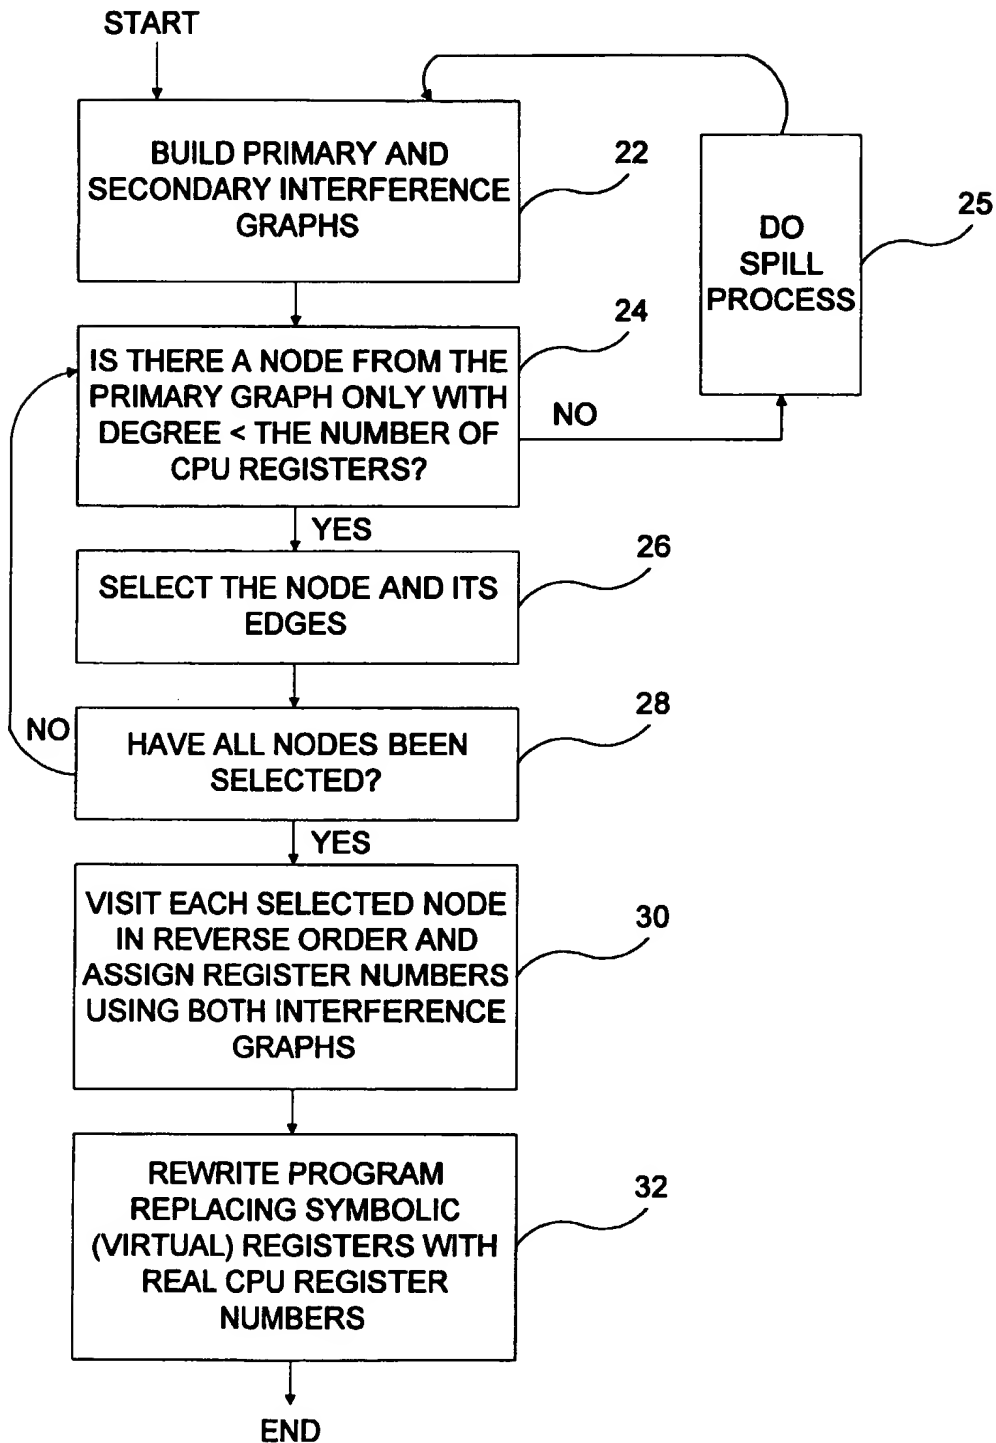 START
BUILD PRIMARY AND
SECONDARY INTERFERENCE
GRAPHS
22
DO
SPILL
PROCESS
25
IS THERE A NODE FROM THE
PRIMARY GRAPH ONLY WITH
DEGREE < THE NUMBER OF
CPU REGISTERS?
24
NO
YES
SELECT THE NODE AND ITS
EDGES
26
HAVE ALL NODES BEEN
SELECTED?
28
NO
YES
VISIT EACH SELECTED NODE
IN REVERSE ORDER AND
ASSIGN REGISTER NUMBERS
USING BOTH INTERFERENCE
GRAPHS
30
REWRITE PROGRAM
REPLACING SYMBOLIC
(VIRTUAL) REGISTERS WITH
REAL CPU REGISTER
NUMBERS
32
END